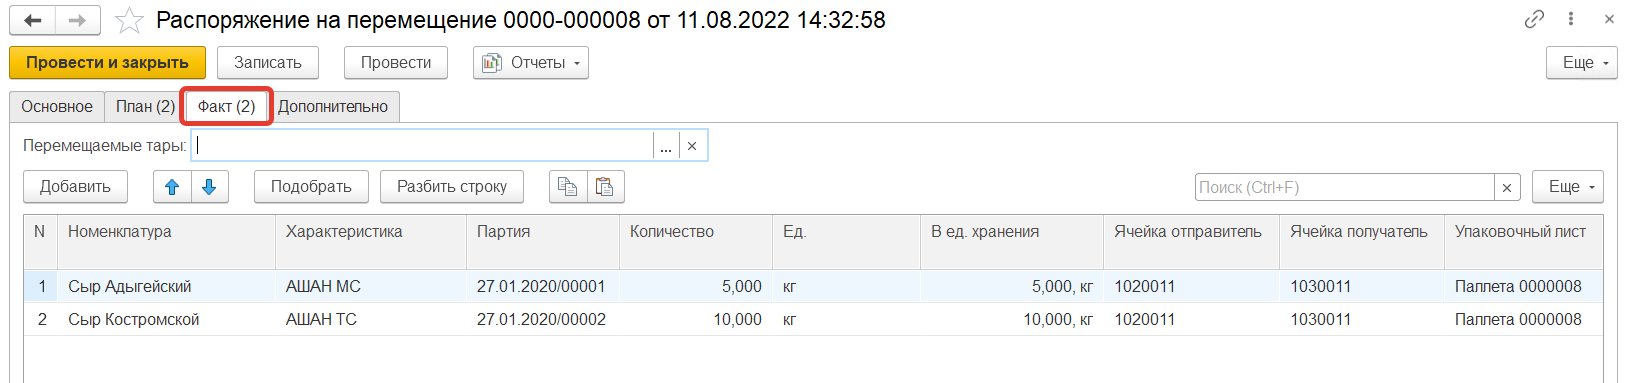 Распоряжение на перемещение 0000-000008 от 11.08.2022 14:32:58
Провести и закрыть Записать Провести Отчеты Еще
Основное План (2) Факт (2) Дополнительно
Перемещаемые тары: ...
Добавить Подобрать Разбить строку Поиск (Ctrl+F) Еще
N Номенклатура Характеристика Партия Количество Ед. В ед. хранения Ячейка отправитель Ячейка получатель Упаковочный лист
1 Сыр Адыгейский АШАН МС 27.01.2020/00001 5,000 кг 5,000, кг 1020011 1030011 Паллета 0000008
2 Сыр Костромской АШАН ТС 27.01.2020/00002 10,000 кг 10,000, кг 1020011 1030011 Паллета 0000008